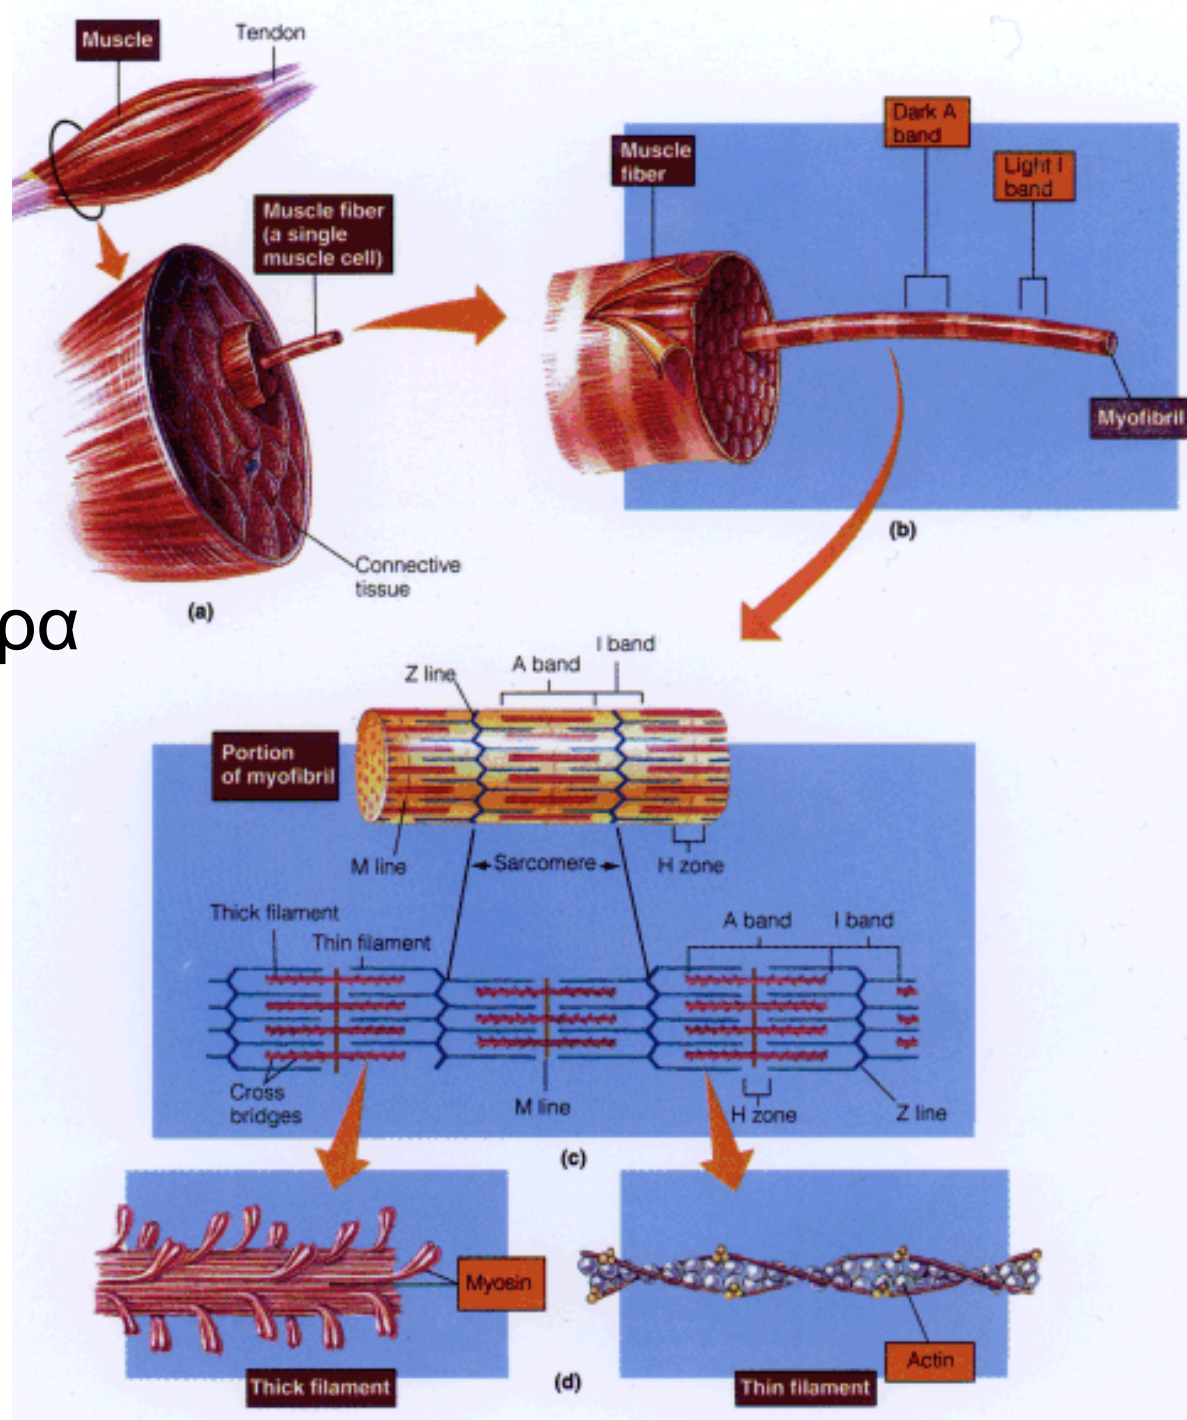 Muscle
Tendon
Muscle fiber
(a single
muscle cell)
Connective
tissue
(a)
Muscle
fiber
Dark A
band
Light I
band
Myofibril
(b)
ρα
Z line
A band
I band
Portion
of myofibril
M line
Sarcomere
H zone
Thick filament
Thin filament
A band
I band
Cross
bridges
M line
H zone
Z line
(c)
Myosin
Thick filament
(d)
Actin
Thin filament